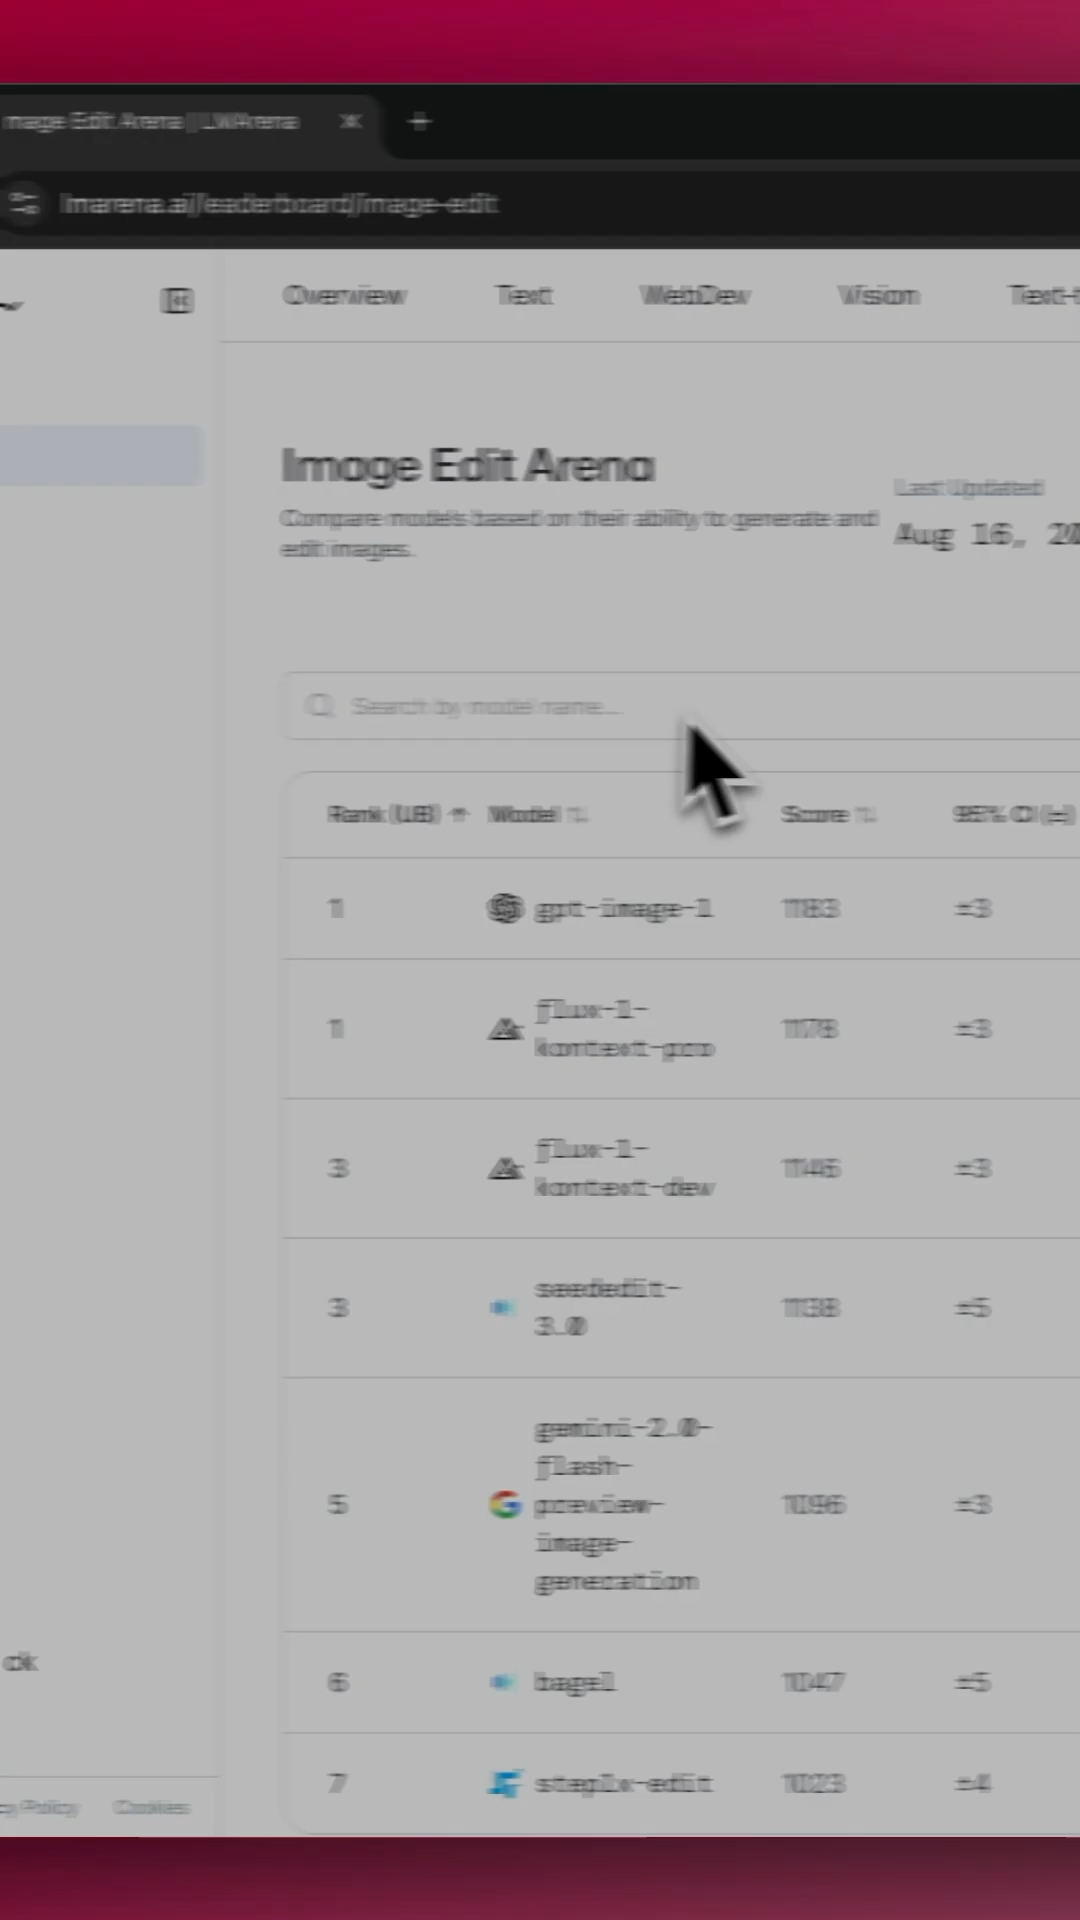 mage Edit Arena | LMArena
lmarena.ai/leaderboard/image-edit
Overview Text WebDev Vision Text-t
Image Edit Arena
Compare models based on their ability to generate and
edit images.
Last Updated
Aug 16, 20
Search by model name...
Rank (UB) Model Score 95% CI (±)
1 gpt-image-1 1183 ±3
1 flux-1-
kontext-pro 1178 ±3
3 flux-1-
kontext-dev 1146 ±3
3 seededit-
3.0 1138 ±5
5 gemini-2.0-
flash-
preview-
image-
generation 1096 ±3
6 bagel 1047 ±5
7 step1x-edit 1023 ±4
ck
cy Policy Cookies